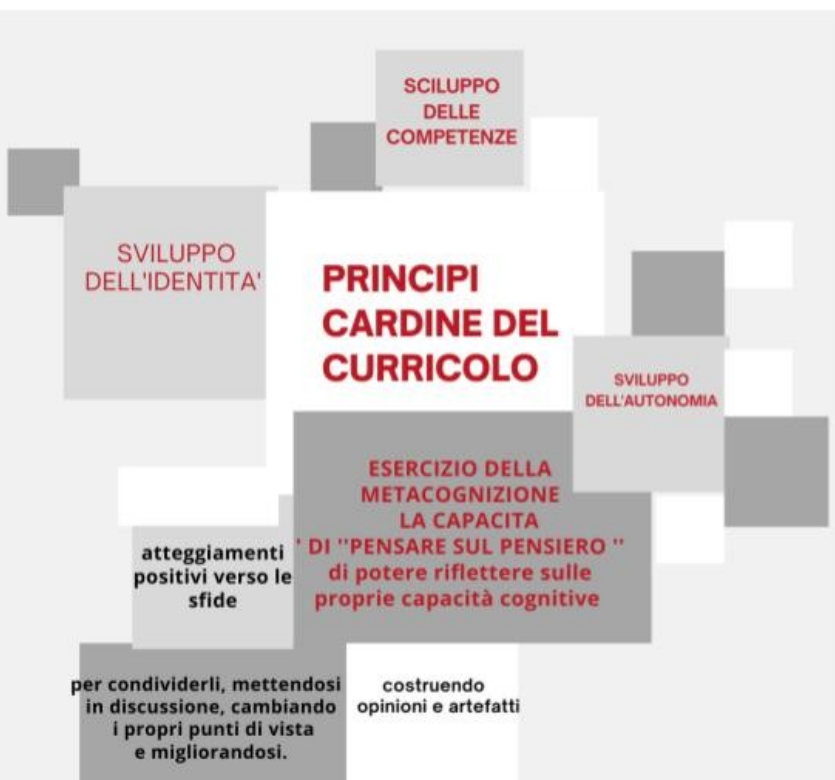 SCILUPPO
DELLE
COMPETENZE
SVILUPPO
DELL'IDENTITA'
PRINCIPI
CARDINE DEL
CURRICOLO
SVILUPPO
DELL'AUTONOMIA
ESERCIZIO DELLA
METACOGNIZIONE
LA CAPACITA
' DI ''PENSARE SUL PENSIERO ''
di potere riflettere sulle
proprie capacità cognitive
atteggiamenti
positivi verso le
sfide
per condividerli, mettendosi
in discussione, cambiando
i propri punti di vista
e migliorandosi.
costruendo
opinioni e artefatti